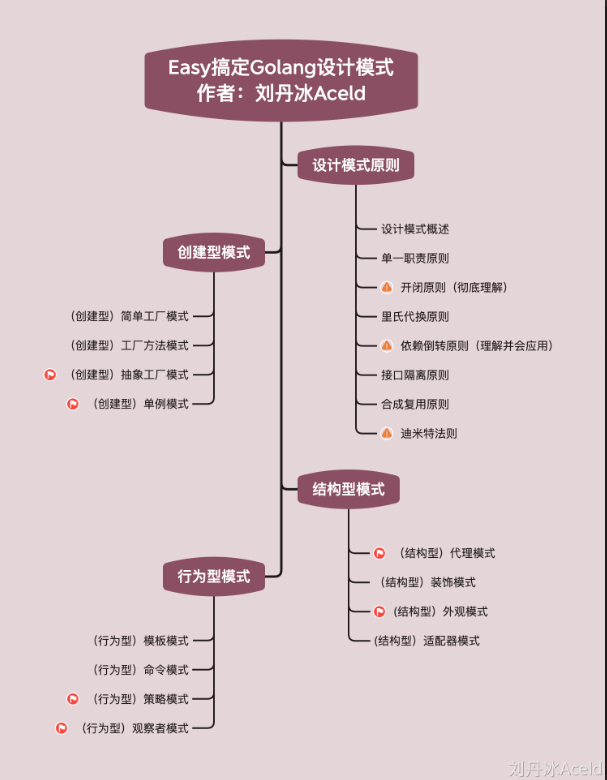 Easy搞定Golang设计模式
作者：刘丹冰Aceld
设计模式原则
设计模式概述
单一职责原则
开闭原则（彻底理解）
里氏代换原则
依赖倒转原则（理解并会应用）
接口隔离原则
合成复用原则
迪米特法则
创建型模式
（创建型）简单工厂模式
（创建型）工厂方法模式
（创建型）抽象工厂模式
（创建型）单例模式
结构型模式
（结构型）代理模式
（结构型）装饰模式
（结构型）外观模式
（结构型）适配器模式
行为型模式
（行为型）模板模式
（行为型）命令模式
（行为型）策略模式
（行为型）观察者模式
刘丹冰Aceld